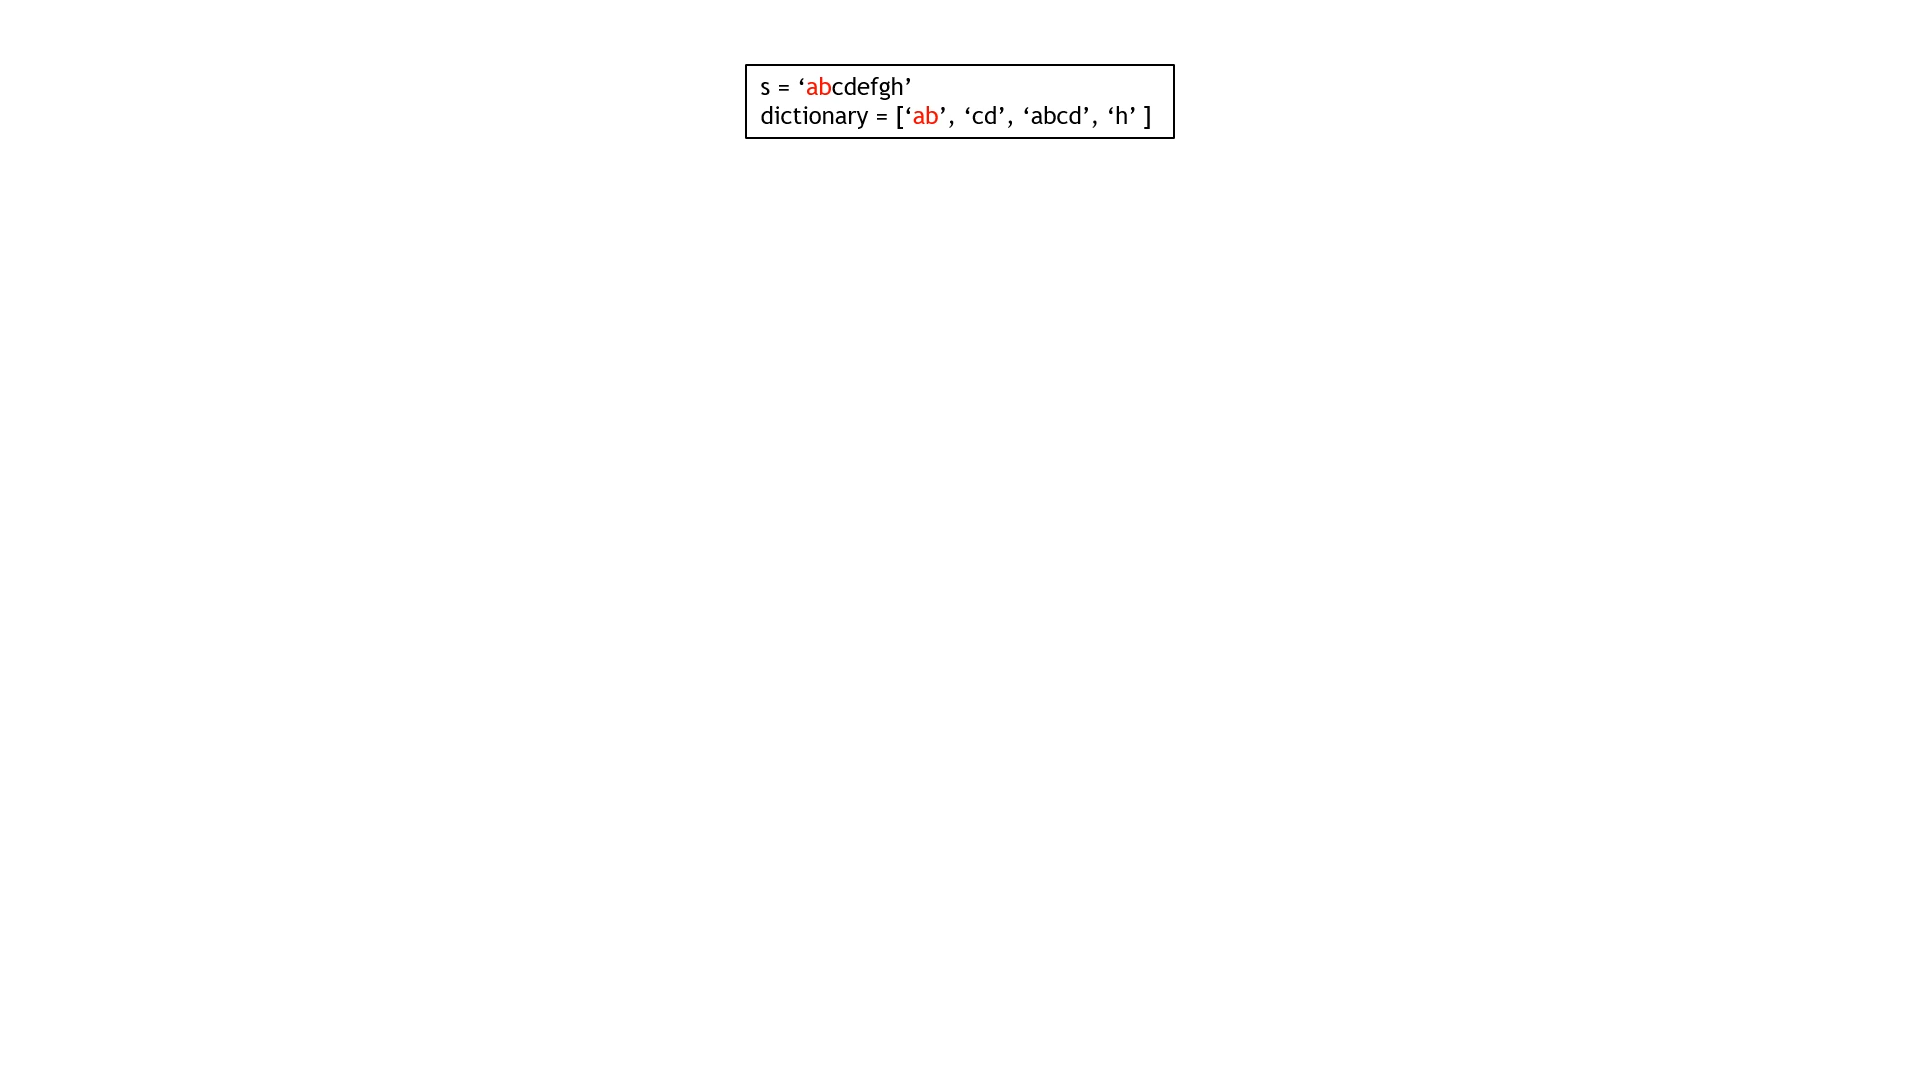 s = ‘abcdefgh’
dictionary = [‘ab’, ‘cd’, ‘abcd’, ‘h’ ]